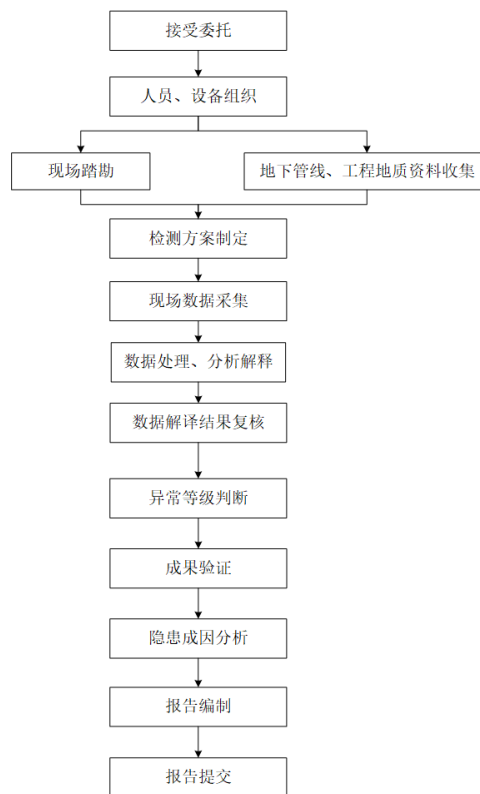 接受委托
人员、设备组织
现场踏勘
地下管线、工程地质资料收集
检测方案制定
现场数据采集
数据处理、分析解释
数据解译结果复核
异常等级判断
成果验证
隐患成因分析
报告编制
报告提交